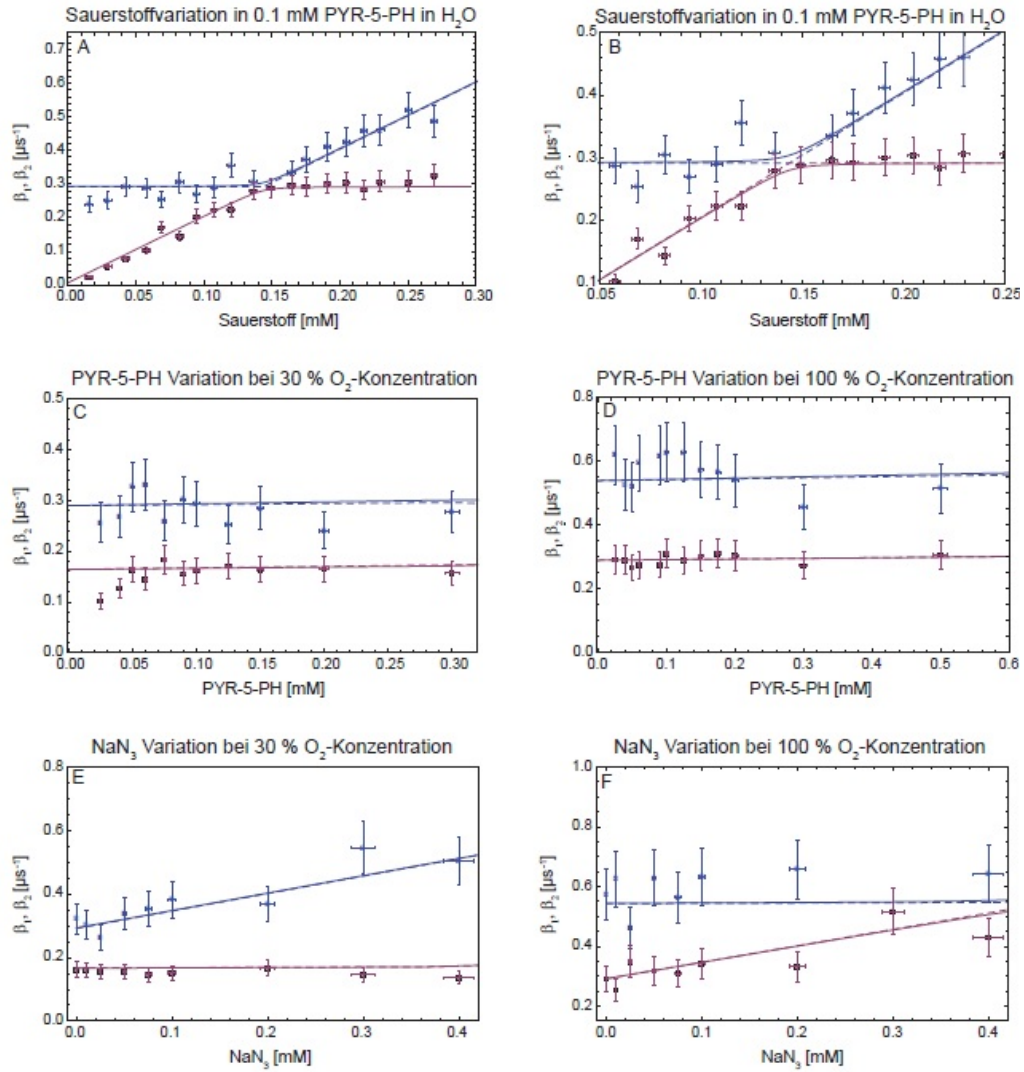 Sauerstoffvariation in 0.1 mM PYR-5-PH in H₂O
A
β₁, β₂ [µs⁻¹]
0.7
0.6
0.5
0.4
0.3
0.2
0.1
0.0
0.00 0.05 0.10 0.15 0.20 0.25 0.30
Sauerstoff [mM]
Sauerstoffvariation in 0.1 mM PYR-5-PH in H₂O
B
β₁, β₂ [µs⁻¹]
0.5
0.4
0.3
0.2
0.1
0.05 0.10 0.15 0.20 0.25
Sauerstoff [mM]
PYR-5-PH Variation bei 30 % O₂-Konzentration
C
β₁, β₂ [µs⁻¹]
0.5
0.4
0.3
0.2
0.1
0.0
0.00 0.05 0.10 0.15 0.20 0.25 0.30
PYR-5-PH [mM]
PYR-5-PH Variation bei 100 % O₂-Konzentration
D
β₁, β₂ [µs⁻¹]
0.8
0.6
0.4
0.2
0.0
0.0 0.1 0.2 0.3 0.4 0.5 0.6
PYR-5-PH [mM]
NaN₃ Variation bei 30 % O₂-Konzentration
E
β₁, β₂ [µs⁻¹]
0.8
0.6
0.4
0.2
0.0
0.0 0.1 0.2 0.3 0.4
NaN₃ [mM]
NaN₃ Variation bei 100 % O₂-Konzentration
F
β₁, β₂ [µs⁻¹]
1.0
0.8
0.6
0.4
0.2
0.0 0.1 0.2 0.3 0.4
NaN₃ [mM]